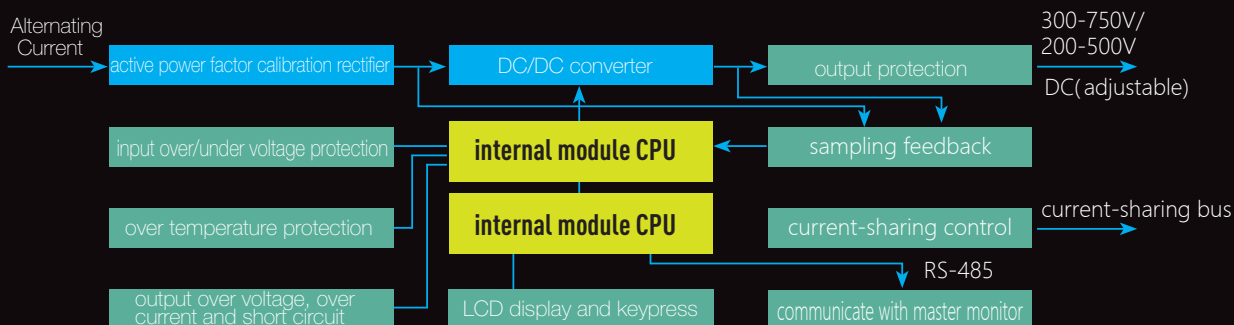 Alternating
Current
active power factor calibration rectifier
DC/DC converter
output protection
300-750V/
200-500V
DC(adjustable)
input over/under voltage protection
internal module CPU
sampling feedback
over temperature protection
internal module CPU
current-sharing control
current-sharing bus
RS-485
output over voltage, over
current and short circuit
LCD display and keypress
communicate with master monitor